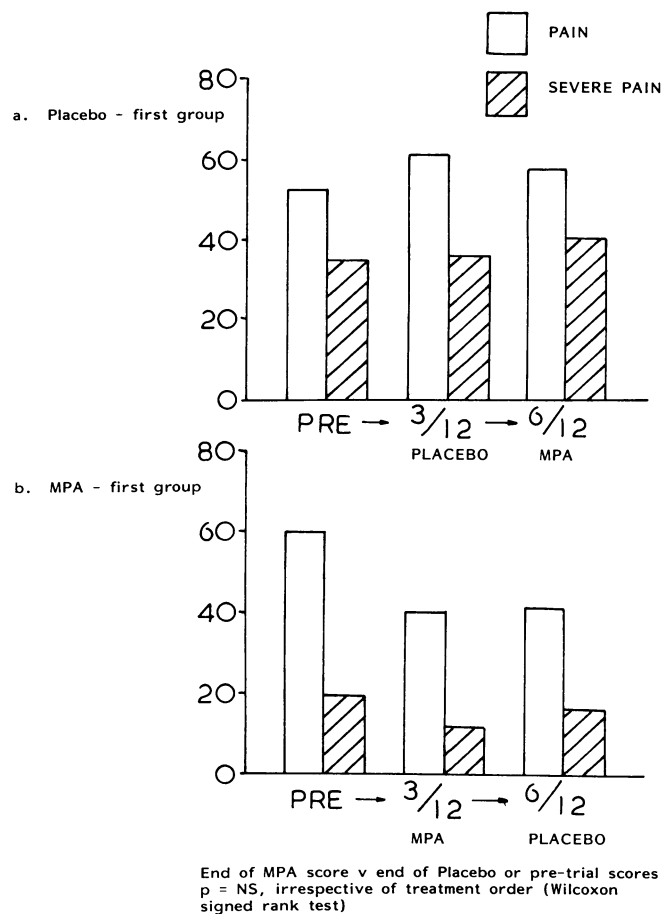 PAIN
SEVERE PAIN
a. Placebo - first group
80
60
40
20
0
PRE → 3/12 → 6/12
PLACEBO MPA
b. MPA - first group
80
60
40
20
0
PRE → 3/12 → 6/12
MPA PLACEBO
End of MPA score v end of Placebo or pre-trial scores
p = NS, irrespective of treatment order (Wilcoxon
signed rank test)